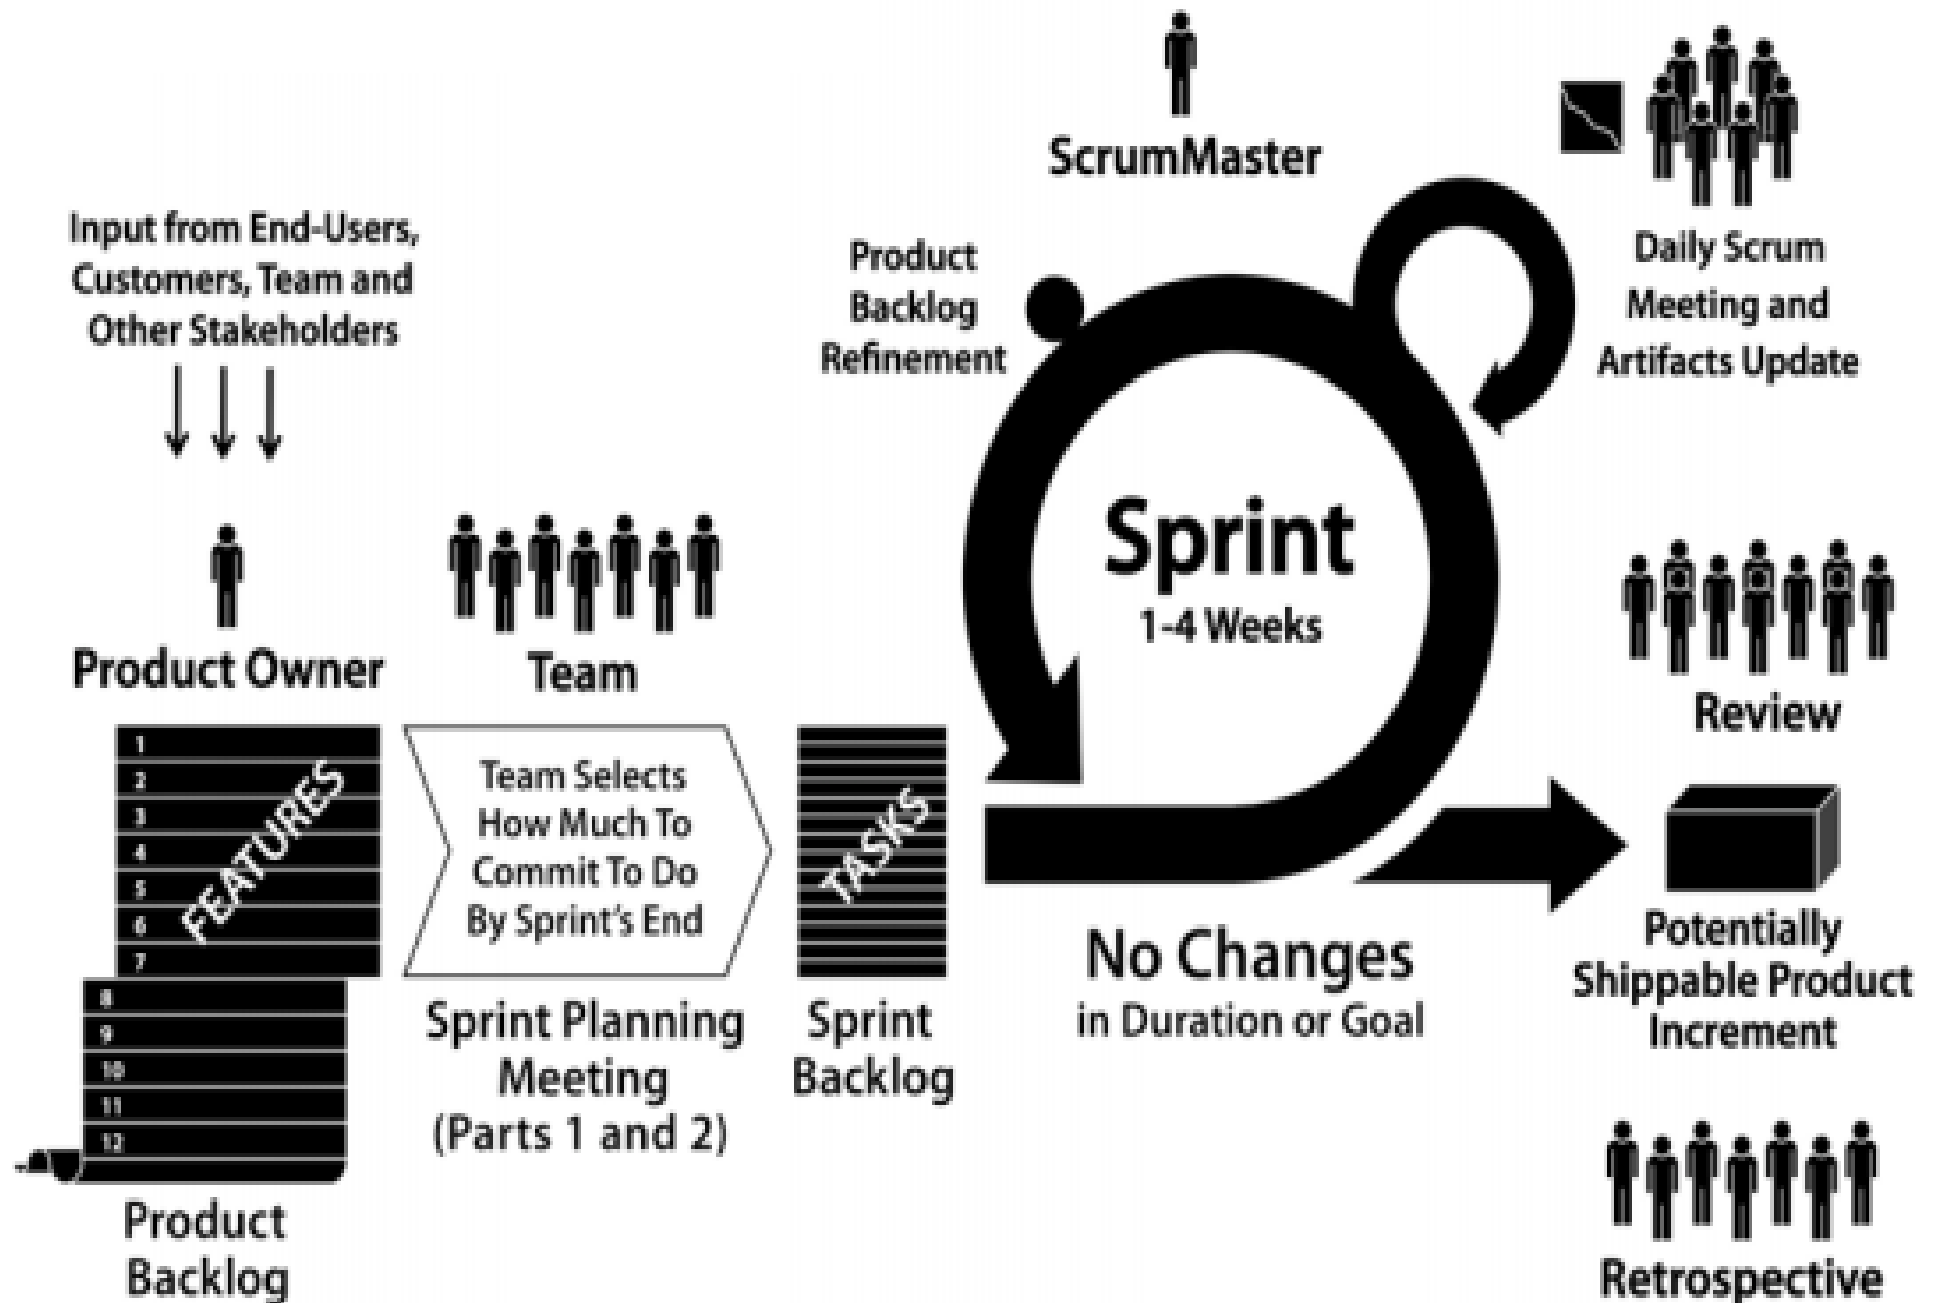 ScrumMaster
Input from End-Users,
Customers, Team and
Other Stakeholders
Product
Backlog
Refinement
Daily Scrum
Meeting and
Artifacts Update
Product Owner
Team
Sprint
1-4 Weeks
Review
1
2
3
4
5
6
7
8
9
10
11
12
FEATURES
Team Selects
How Much To
Commit To Do
By Sprint's End
TASKS
No Changes
in Duration or Goal
Potentially
Shippable Product
Increment
Sprint Planning
Meeting
(Parts 1 and 2)
Sprint
Backlog
Product
Backlog
Retrospective